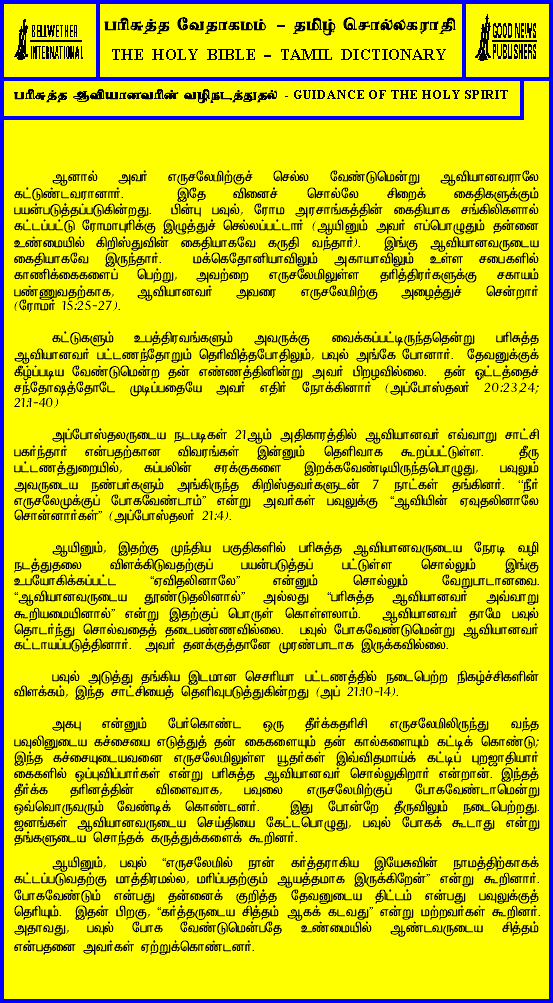 BELLWETHER
INTERNATIONAL
பரிசுத்த வேதாகமம் – தமிழ் சொல்லகராதி
THE HOLY BIBLE – TAMIL DICTIONARY
GOOD NEWS
PUBLISHERS
பரிசுத்த ஆவியானவரின் வழிநடத்துதல் - GUIDANCE OF THE HOLY SPIRIT
ஆனால் அவர் எருசலேமிற்குச் செல்ல வேண்டுமென்று ஆவியானவராலே
கட்டுண்டவரானார். இதே வினைச் சொல்லே சிறைக் கைதிகளுக்கும்
பயன்படுத்தப்படுகின்றது. பின்பு பவுல், ரோம அரசாங்கத்தின் கைதியாக சங்கிலிகளால்
கட்டப்பட்டு ரோமாபுரிக்கு இழுத்துச் செல்லப்பட்டார் (ஆயினும் அவர் எப்பொழுதும் தன்னை
உண்மையில் கிறிஸ்துவின் கைதியாகவே கருதி வந்தார்). இங்கு ஆவியானவருடைய
கைதியாகவே இருந்தார். மக்கெதோனியாவிலும் அகாயாவிலும் உள்ள சபைகளில்
காணிக்கைகளைப் பெற்று, அவற்றை எருசலேமிலுள்ள தரித்திரர்களுக்கு சகாயம்
பண்ணுவதற்காக, ஆவியானவர் அவரை எருசலேமிற்கு அழைத்துச் சென்றார்
(ரோமர் 15:25-27).
கட்டுகளும் உபத்திரவங்களும் அவருக்கு வைக்கப்பட்டிருந்ததென்று பரிசுத்த
ஆவியானவர் பட்டணந்தோறும் தெரிவித்தபோதிலும், பவுல் அங்கே போனார். தேவனுக்குக்
கீழ்ப்படிய வேண்டுமென்ற தன் எண்ணத்தினின்று அவர் பிறழவில்லை. தன் ஓட்டத்தைச்
சந்தோஷத்தோடே முடிப்பதையே அவர் எதிர் நோக்கினார் (அப்போஸ்தலர் 20:23,24;
21:1-40)
அப்போஸ்தலருடைய நடபடிகள் 21ஆம் அதிகாரத்தில் ஆவியானவர் எவ்வாறு சாட்சி
பகர்ந்தார் என்பதற்கான விவரங்கள் இன்னும் தெளிவாக கூறப்பட்டுள்ள. தீரு
பட்டணத்துறையில், கப்பலின் சரக்குகளை இறக்கவேண்டியிருந்தபொழுது, பவுலும்
அவருடைய நண்பர்களும் அங்கிருந்த கிறிஸ்தவர்களுடன் 7 நாட்கள் தங்கினர். “நீர்
எருசலேமுக்குப் போகவேண்டாம்” என்று அவர்கள் பவுலுக்கு “ஆவியின் ஏவுதலினாலே
சொன்னார்கள்” (அப்போஸ்தலர் 21:4).
ஆயினும், இதற்கு முந்திய பகுதிகளில் பரிசுத்த ஆவியானவருடைய நேரடி வழி
நடத்துதலை விளக்கிடுவதற்குப் பயன்படுத்தப் பட்டுள்ள சொல்லும் இங்கு
உபயோகிக்கப்பட்ட “ஏவிதலினாலே” என்னும் சொல்லும் வேறுபாடானவை.
“ஆவியானவருடைய தூண்டுதலினால்” அல்லது “பரிசுத்த ஆவியானவர் அவ்வாறு
கூறியமையினால்” என்று இதற்குப் பொருள் கொள்ளலாம். ஆவியானவர் தாமே பவுல்
தொடர்ந்து சொல்வதைத் தடைபண்ணவில்லை. பவுல் போகவேண்டுமென்று ஆவியானவர்
கட்டாயப்படுத்தினார். அவர் தனக்குத்தானே முரண்பாடாக இருக்கவில்லை.
பவுல் அடுத்து தங்கிய இடமான செசரியா பட்டணத்தில் நடைபெற்ற நிகழ்ச்சிகளின்
விளக்கம், இந்த சாட்சியைத் தெளிவுபடுத்துகின்றது (அப் 21:10-14).
அகபு என்னும் பேர்கொண்ட ஒரு தீர்க்கதரிசி எருசலேமிலிருந்து வந்த
பவுலினுடைய கச்சையை எடுத்துத் தன் கைகளையும் தன் கால்களையும் கட்டிக் கொண்டு;
இந்த கச்சையுடையவனை எருசலேமிலுள்ள யூதர்கள் இவ்விதமாய்க் கட்டிப் புறஜாதியார்
கைகளில் ஒப்புவிப்பார்கள் என்று பரிசுத்த ஆவியானவர் சொல்லுகிறார் என்றான். இந்தத்
தீர்க்க தரினத்தின் விளைவாக, பவுலை எருசலேமிற்குப் போகவேண்டாமென்று
ஒவ்வொருவரும் வேண்டிக் கொண்டனர். இது போன்றே தீருவிலும் நடைபெற்றது.
ஜனங்கள் ஆவியானவருடைய செய்தியை கேட்டபொழுது, பவுல் போகக் கூடாது என்று
தங்களுடைய சொந்தக் கருத்துக்களைக் கூறினர்.
ஆயினும், பவுல் “எருசலேமில் நான் கர்த்தராகிய இயேசுவின் நாமத்திற்காகக்
கட்டப்படுவதற்கு மாத்திரமல்ல, மரிப்பதற்கும் ஆயத்தமாக இருக்கிறேன்” என்று கூறினார்.
போகவேண்டும் என்பது தன்னைக் குறித்த தேவனுடைய திட்டம் என்பது பவுலுக்குத்
தெரியும். இதன் பிறகு, “கர்த்தருடைய சித்தம் ஆகக் கடவது” என்று மற்றவர்கள் கூறினர்.
அதாவது, பவுல் போக வேண்டுமென்பதே உண்மையில் ஆண்டவருடைய சித்தம்
என்பதனை அவர்கள் ஏற்றுக்கொண்டனர்.